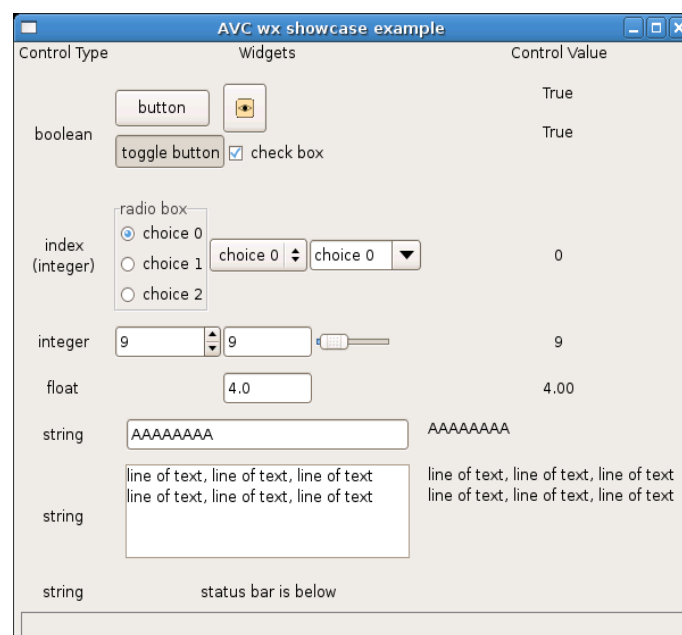 AVC wx showcase example
Control Type Widgets Control Value
button True
boolean True
toggle button check box
radio box
choice 0
index (integer) choice 1 choice 0 choice 0 0
choice 2
integer 9 9 9
float 4.0 4.00
string AAAAAAAA AAAAAAAA
line of text, line of text, line of text line of text, line of text, line of text
line of text, line of text, line of text line of text, line of text, line of text
string
string status bar is below